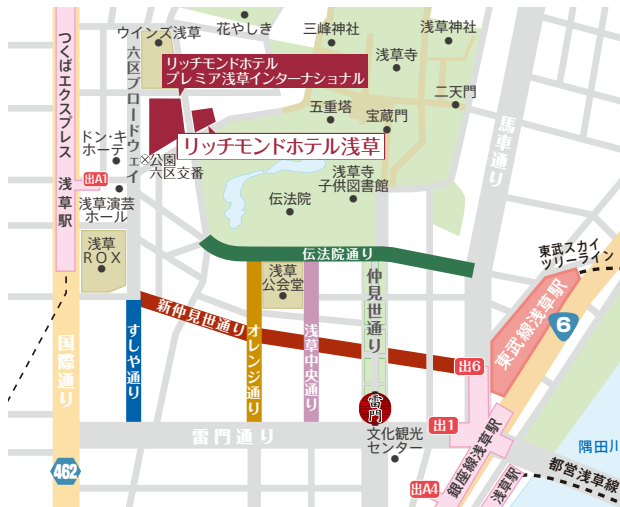 ウインズ浅草
花やしき
三峰神社
浅草神社
つくばエクスプレス
浅草駅
六区ブロードウェイ
リッチモンドホテル
プレミア浅草インターナショナル
浅草寺
二天門
五重塔
宝蔵門
馬車通り
リッチモンドホテル浅草
ドン・キ
ホーテ
公園
六区交番
出A1
浅草演芸
ホール
浅草寺
子供図書館
伝法院
浅草
ROX
伝法院通り
東武スカイ
ツリーライン
浅草
公会堂
仲見世通り
新仲見世通り
オレンジ通り
浅草中央通り
すしや通り
国際通り
東武線浅草駅
6
出6
雷門
出1
雷門通り
文化観光
センター
462
出A4
銀座線浅草駅
浅草駅
都営浅草線
隅田川